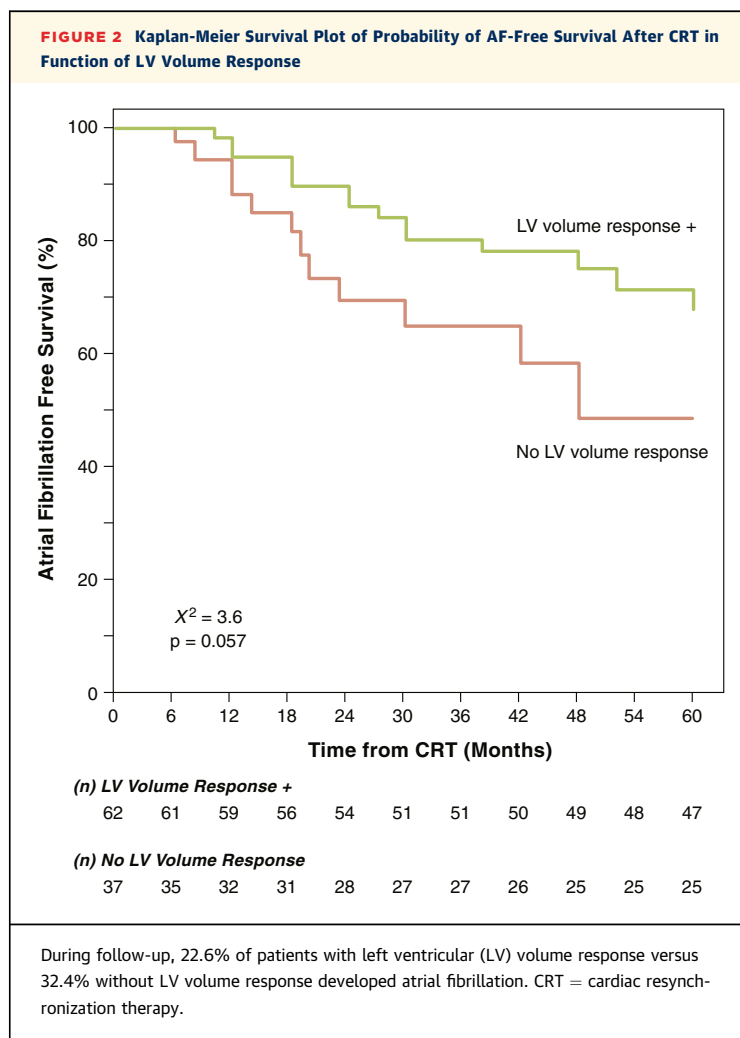 FIGURE 2 Kaplan-Meier Survival Plot of Probability of AF-Free Survival After CRT in
Function of LV Volume Response
Atrial Fibrillation Free Survival (%)
100
80
60
40
20
0
LV volume response +
No LV volume response
X² = 3.6
p = 0.057
0 6 12 18 24 30 36 42 48 54 60
Time from CRT (Months)
(n) LV Volume Response +
62 61 59 56 54 51 51 50 49 48 47
(n) No LV Volume Response
37 35 32 31 28 27 27 26 25 25 25
During follow-up, 22.6% of patients with left ventricular (LV) volume response versus
32.4% without LV volume response developed atrial fibrillation. CRT = cardiac resynch-
ronization therapy.